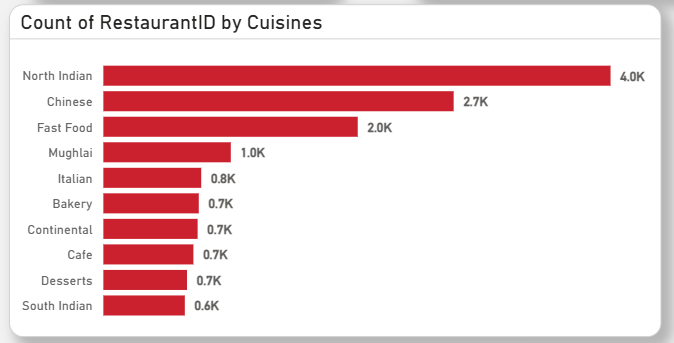 Count of RestaurantID by Cuisines
North Indian 4.0K
Chinese 2.7K
Fast Food 2.0K
Mughlai 1.0K
Italian 0.8K
Bakery 0.7K
Continental 0.7K
Cafe 0.7K
Desserts 0.7K
South Indian 0.6K